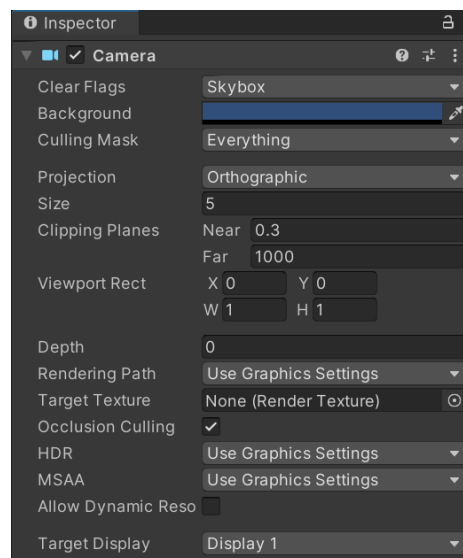 Inspector
Camera
Clear Flags Skybox
Background
Culling Mask Everything
Projection Orthographic
Size 5
Clipping Planes Near 0.3
Far 1000
Viewport Rect X 0 Y 0
W 1 H 1
Depth 0
Rendering Path Use Graphics Settings
Target Texture None (Render Texture)
Occlusion Culling
HDR Use Graphics Settings
MSAA Use Graphics Settings
Allow Dynamic Reso
Target Display Display 1